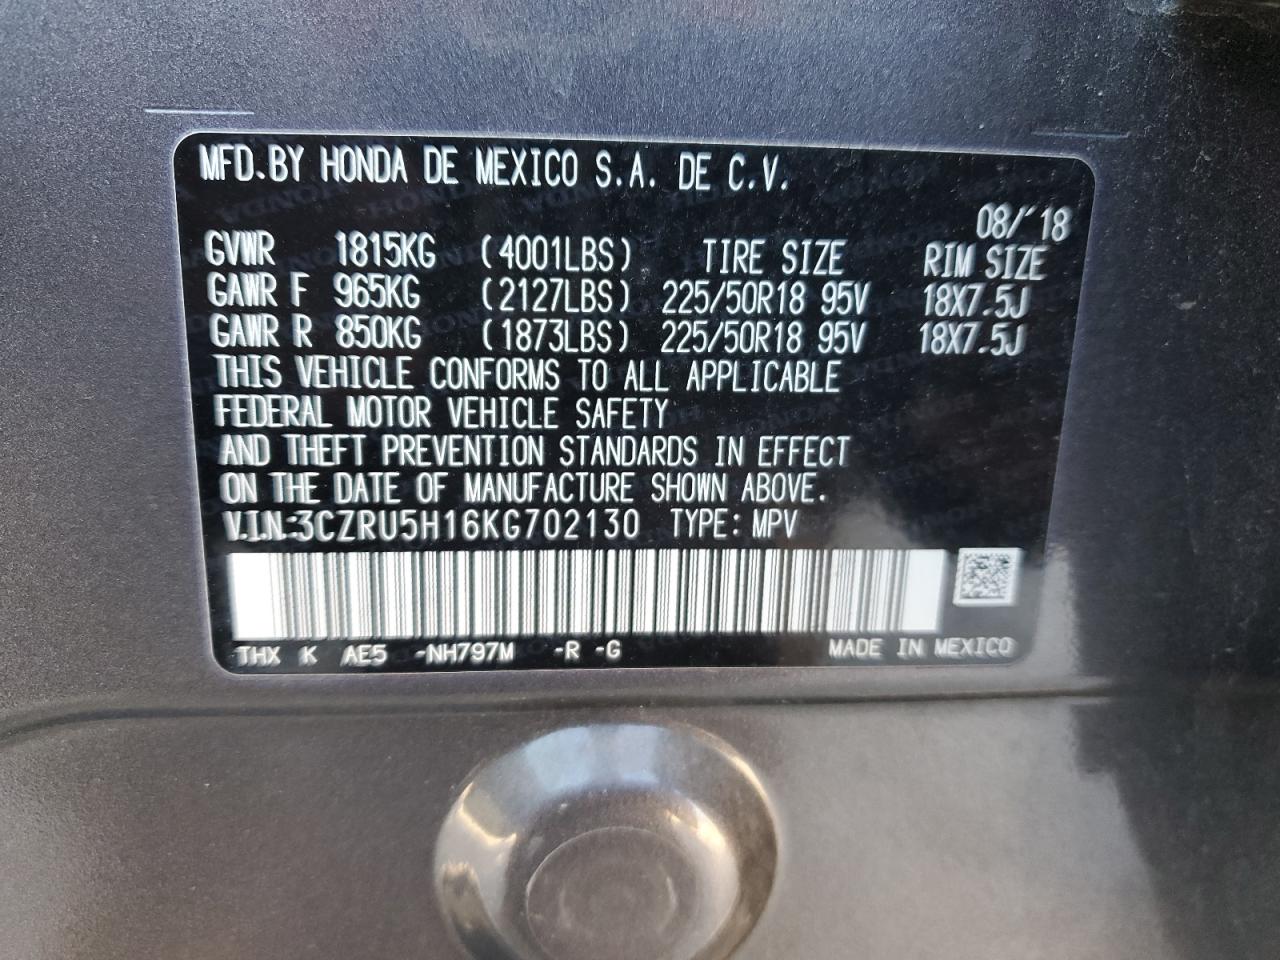 MFD.BY HONDA DE MEXICO S.A. DE C.V.
08/'18
GVWR 1815KG (4001LBS) TIRE SIZE RIM SIZE
GAWR F 965KG (2127LBS) 225/50R18 95V 18X7.5J
GAWR R 850KG (1873LBS) 225/50R18 95V 18X7.5J
THIS VEHICLE CONFORMS TO ALL APPLICABLE
FEDERAL MOTOR VEHICLE SAFETY
AND THEFT PREVENTION STANDARDS IN EFFECT
ON THE DATE OF MANUFACTURE SHOWN ABOVE.
V.I.N:3CZRU5H16KG702130 TYPE: MPV
THX K AE5 -NH797M -R -G MADE IN MEXICO